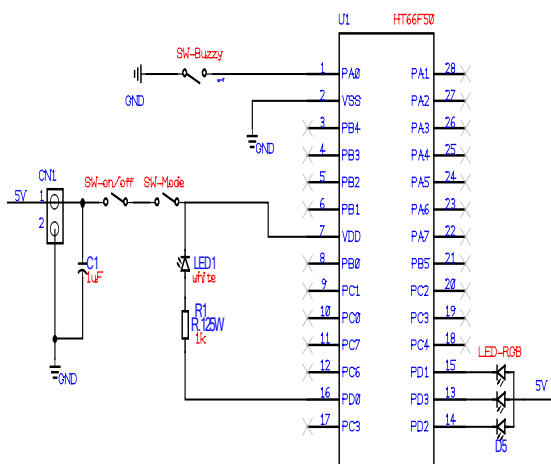 U1 HT66F50
SW-Buzzy
1
GND
1 PA0 PA1 28
2 VSS PA2 27
GND
3 PB4 PA3 26
4 PB3 PA4 25
5 PB2 PA5 24
6 PB1 PA6 23
7 VDD PA7 22
8 PB0 PB5 21
9 PC1 PC2 20
10 PC0 PC3 19
11 PC7 PC4 18
12 PC6 PD1 15
16 PD0 PD3 13
17 PC3 PD2 14
CN1
5V 1
2
SW-on/off SW-Mode
C1
1uF
GND
LED1
white
R1
R.125W
1k
LED-RGB
5V
D5